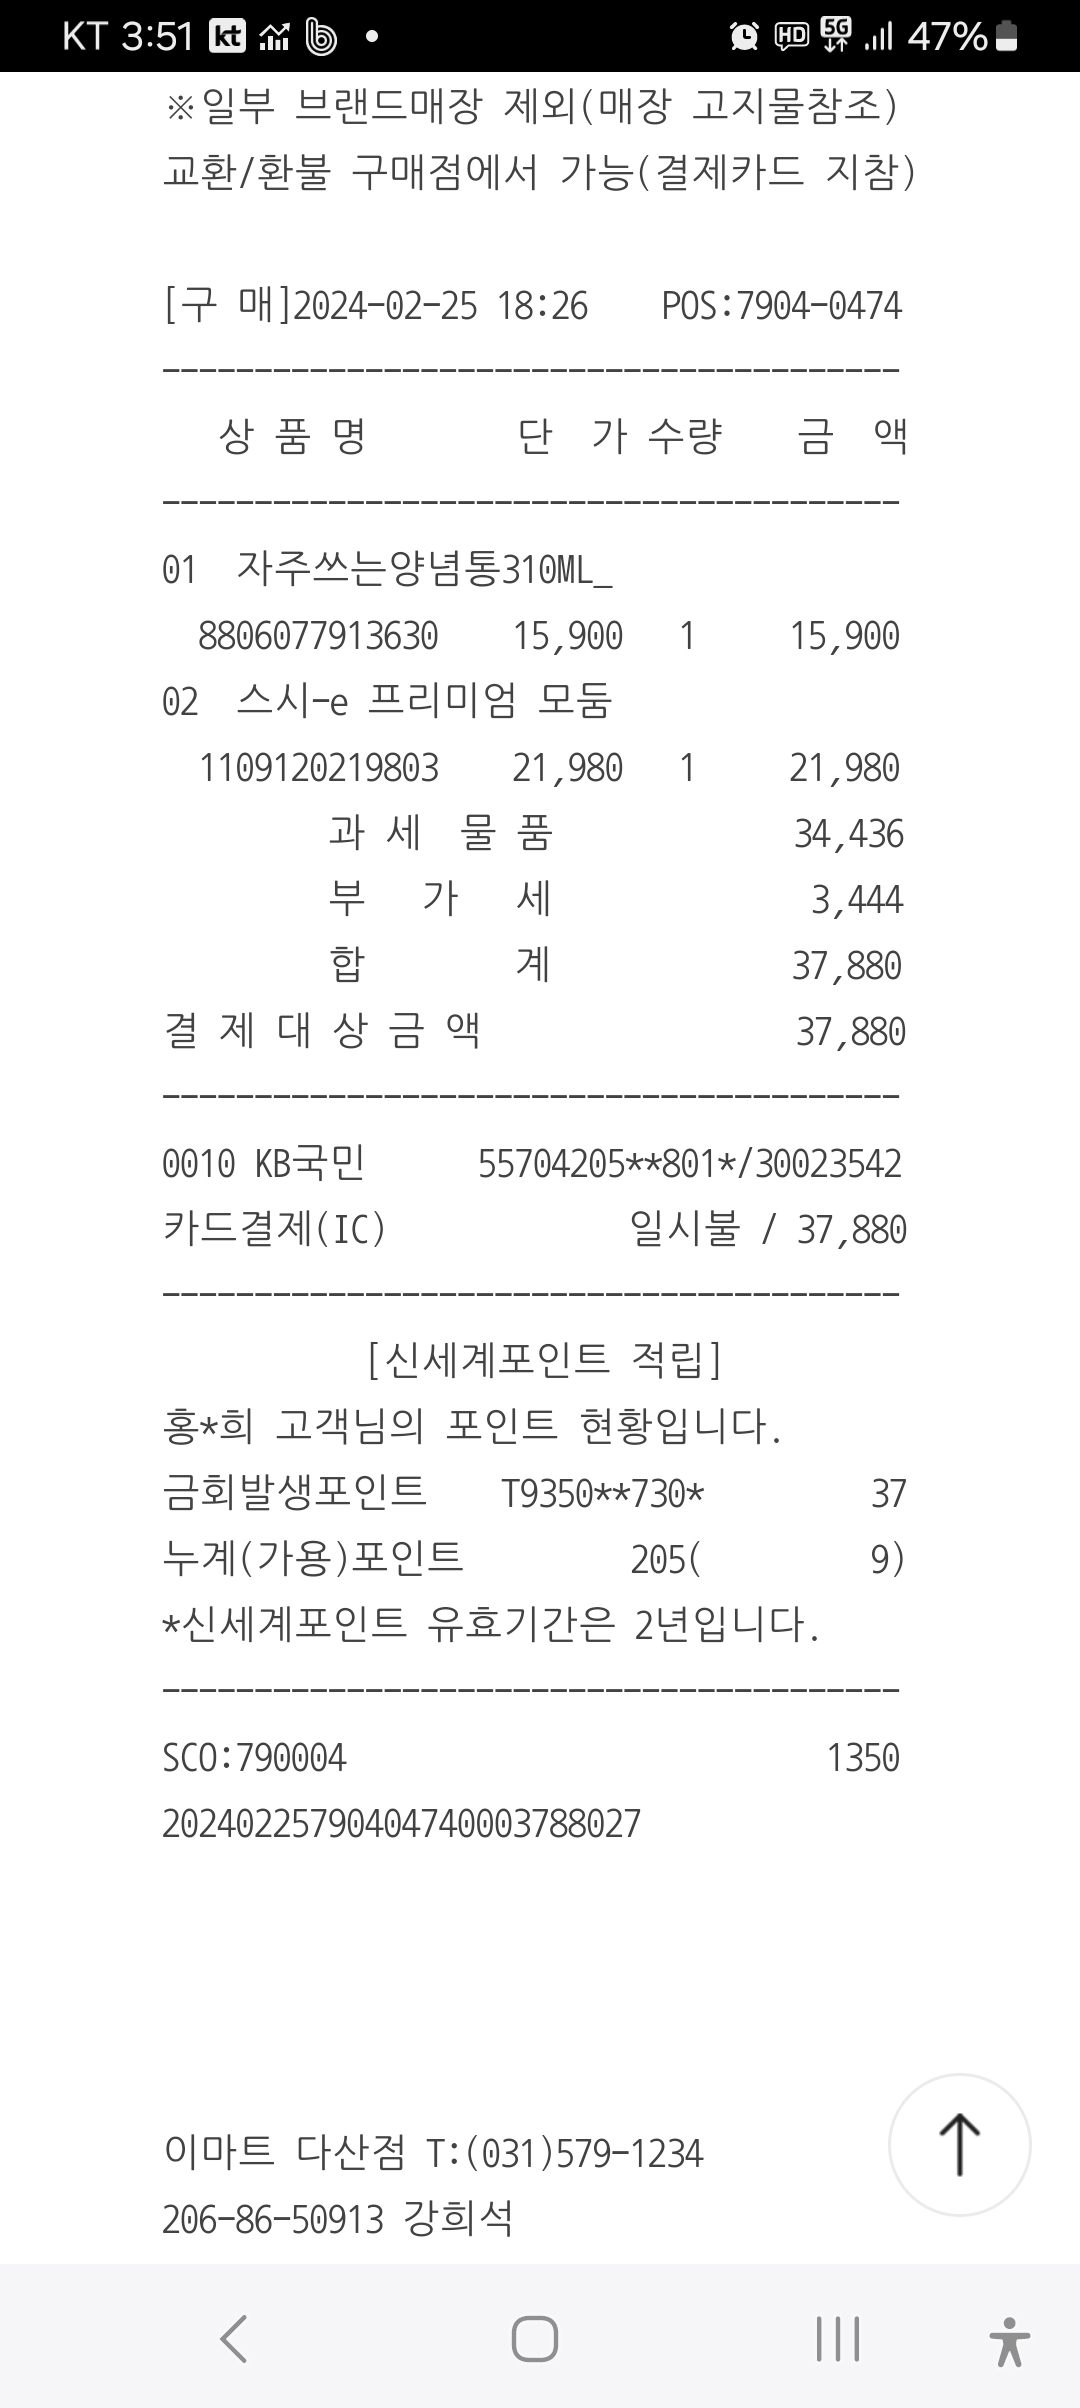 KT 3:51 kt HD 5G 47%
※일부 브랜드매장 제외(매장 고지물참조)
교환/환불 구매점에서 가능(결제카드 지참)
[구 매]2024-02-25 18:26 POS:7904-0474
----------------------------------------
상 품 명 단 가 수량 금 액
----------------------------------------
01 자주쓰는양념통310ML_
8806077913630 15,900 1 15,900
02 스시-e 프리미엄 모둠
1109120219803 21,980 1 21,980
과 세 물 품 34,436
부 가 세 3,444
합 계 37,880
결 제 대 상 금 액 37,880
----------------------------------------
0010 KB국민 55704205**801*/30023542
카드결제(IC) 일시불 / 37,880
----------------------------------------
[신세계포인트 적립]
홍*희 고객님의 포인트 현황입니다.
금회발생포인트 T9350**730* 37
누계(가용)포인트 205( 9)
*신세계포인트 유효기간은 2년입니다.
----------------------------------------
SCO:790004 1350
20240225790404740003788027
이마트 다산점 T:(031)579-1234
206-86-50913 강희석